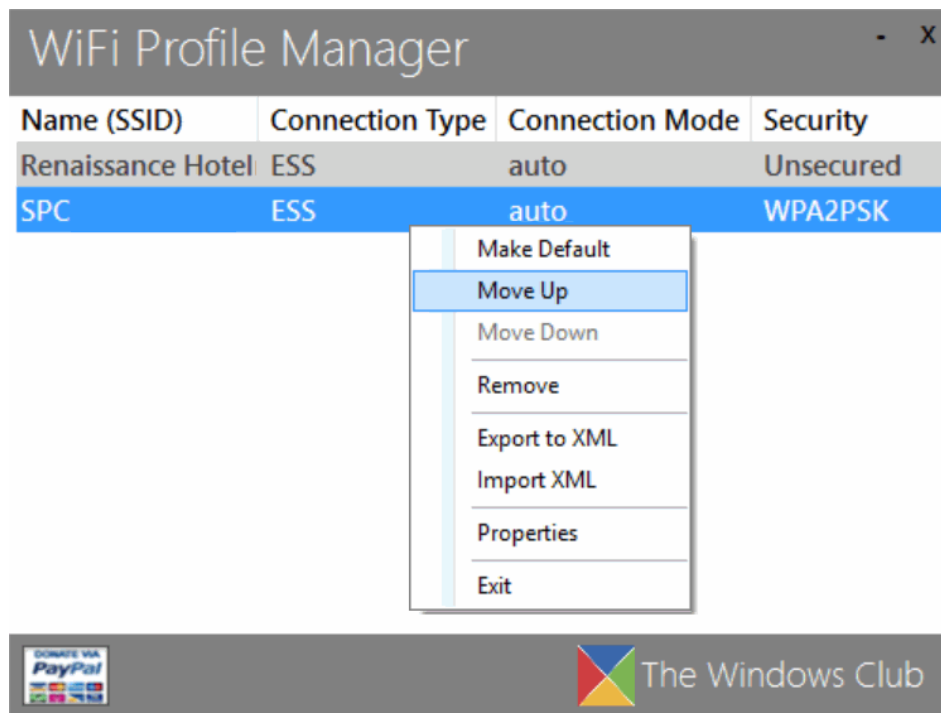 WiFi Profile Manager - X
Name (SSID) Connection Type Connection Mode Security
Renaissance Hotel ESS auto Unsecured
SPC ESS auto WPA2PSK
Make Default
Move Up
Move Down
Remove
Export to XML
Import XML
Properties
Exit
DONATE VIA
PayPal
The Windows Club